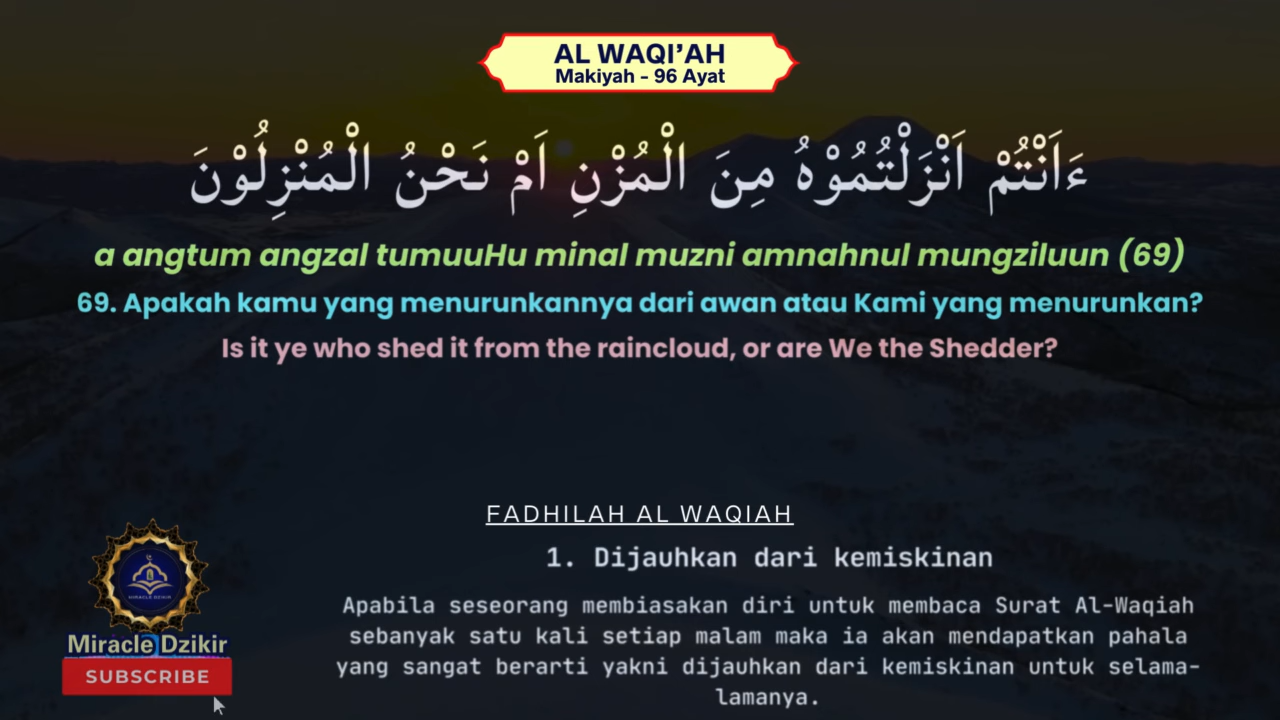 AL WAQI’AH
Makiyah - 96 Ayat
ءَاَنْتُمْ اَنْزَلْتُمُوْهُ مِنَ الْمُزْنِ اَمْ نَحْنُ الْمُنْزِلُوْنَ
a angtum angzal tumuuHu minal muzni amnahnul mungziluun (69)
69. Apakah kamu yang menurunkannya dari awan atau Kami yang menurunkan?
Is it ye who shed it from the raincloud, or are We the Shedder?
FADHILAH AL WAQIAH
1. Dijauhkan dari kemiskinan
Apabila seseorang membiasakan diri untuk membaca Surat Al-Waqiah
sebanyak satu kali setiap malam maka ia akan mendapatkan pahala
yang sangat berarti yakni dijauhkan dari kemiskinan untuk selama-
lamanya.
MIRACLE DZIKIR
Miracle Dzikir
SUBSCRIBE